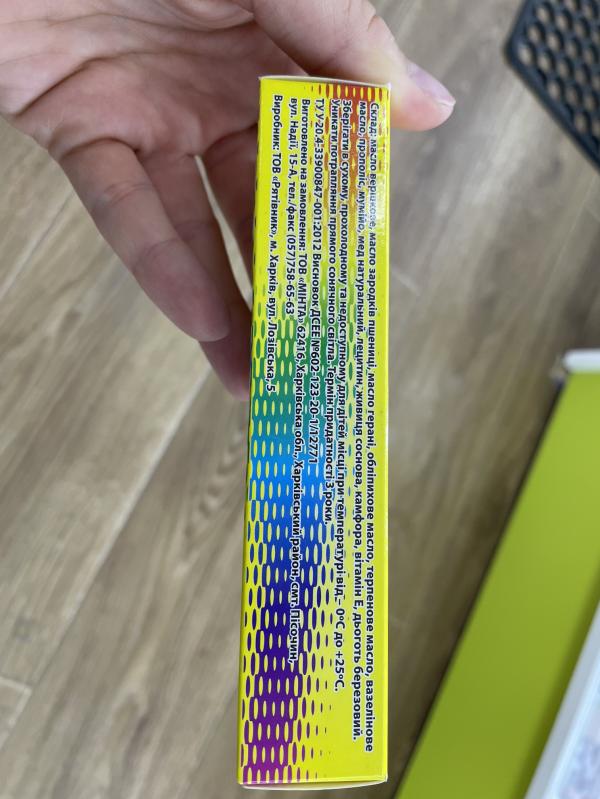 Склад: масло вершкове, масло зародків пшениці, масло герані, обліпихове масло, терпенове масло, вазелінове
масло, прополіс, мумійо, мед натуральний, лецитин, живиця соснова, камфора, вітамін Е, дьоготь березовий.
Зберігати в сухому, прохолодному та недоступному для дітей місці при температурі від – 0°С до +25°С.
Уникати потрапляння прямого сонячного світла. Термін придатності 3 роки.
ТУ У-20.4-33900847-001:2012 Висновок ДСЕЕ №602-123-20-1/12771
Виготовлено на замовлення: ТОВ «МІНТА» 62416, Харківська обл., Харківський район, смт. Пісочин,
вул. Надії, 15-А, тел./факс (057)758-65-63
Виробник: ТОВ «Рятівник», м. Харків, вул. Лозівська, 5